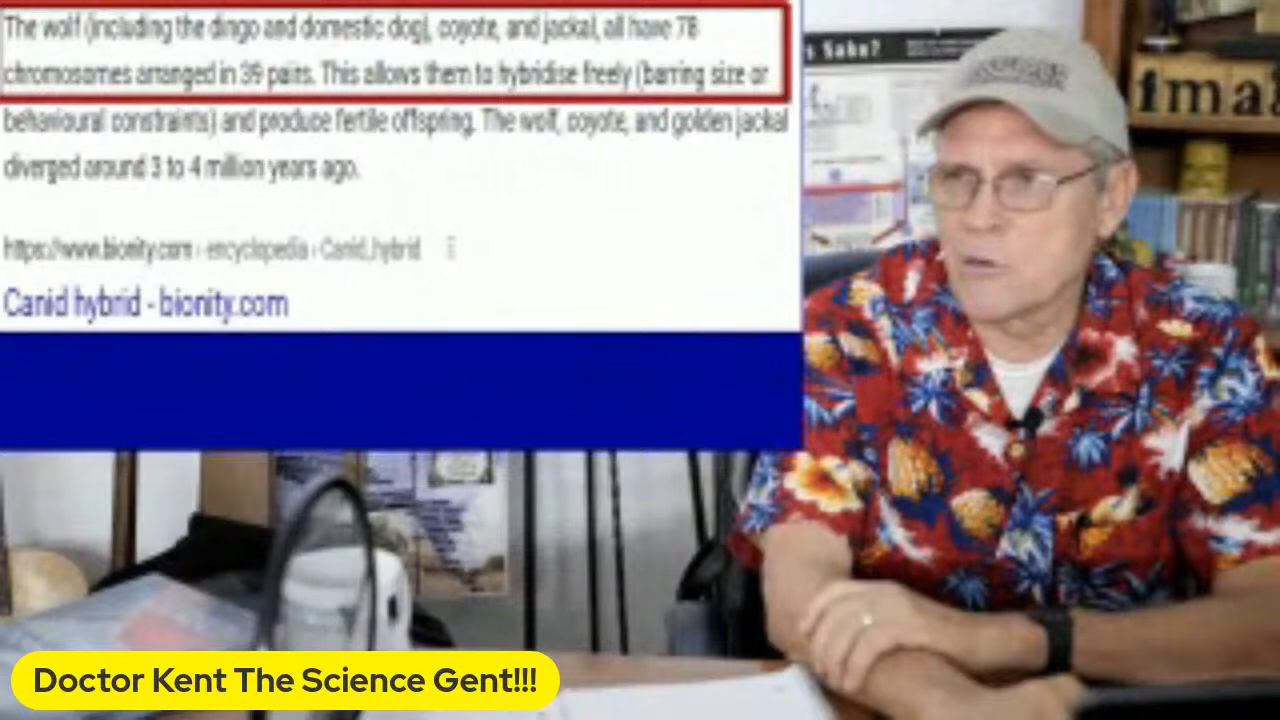 The wolf (including the dingo and domestic dog), coyote, and jackal, all have 78
chromosomes arranged in 39 pairs. This allows them to hybridise freely (barring size or
behavioural constraints) and produce fertile offspring. The wolf, coyote, and golden jackal
diverged around 3 to 4 million years ago.
https://www.bionity.com › encyclopedia › Canid_hybrid
Canid hybrid - bionity.com
Doctor Kent The Science Gent!!!